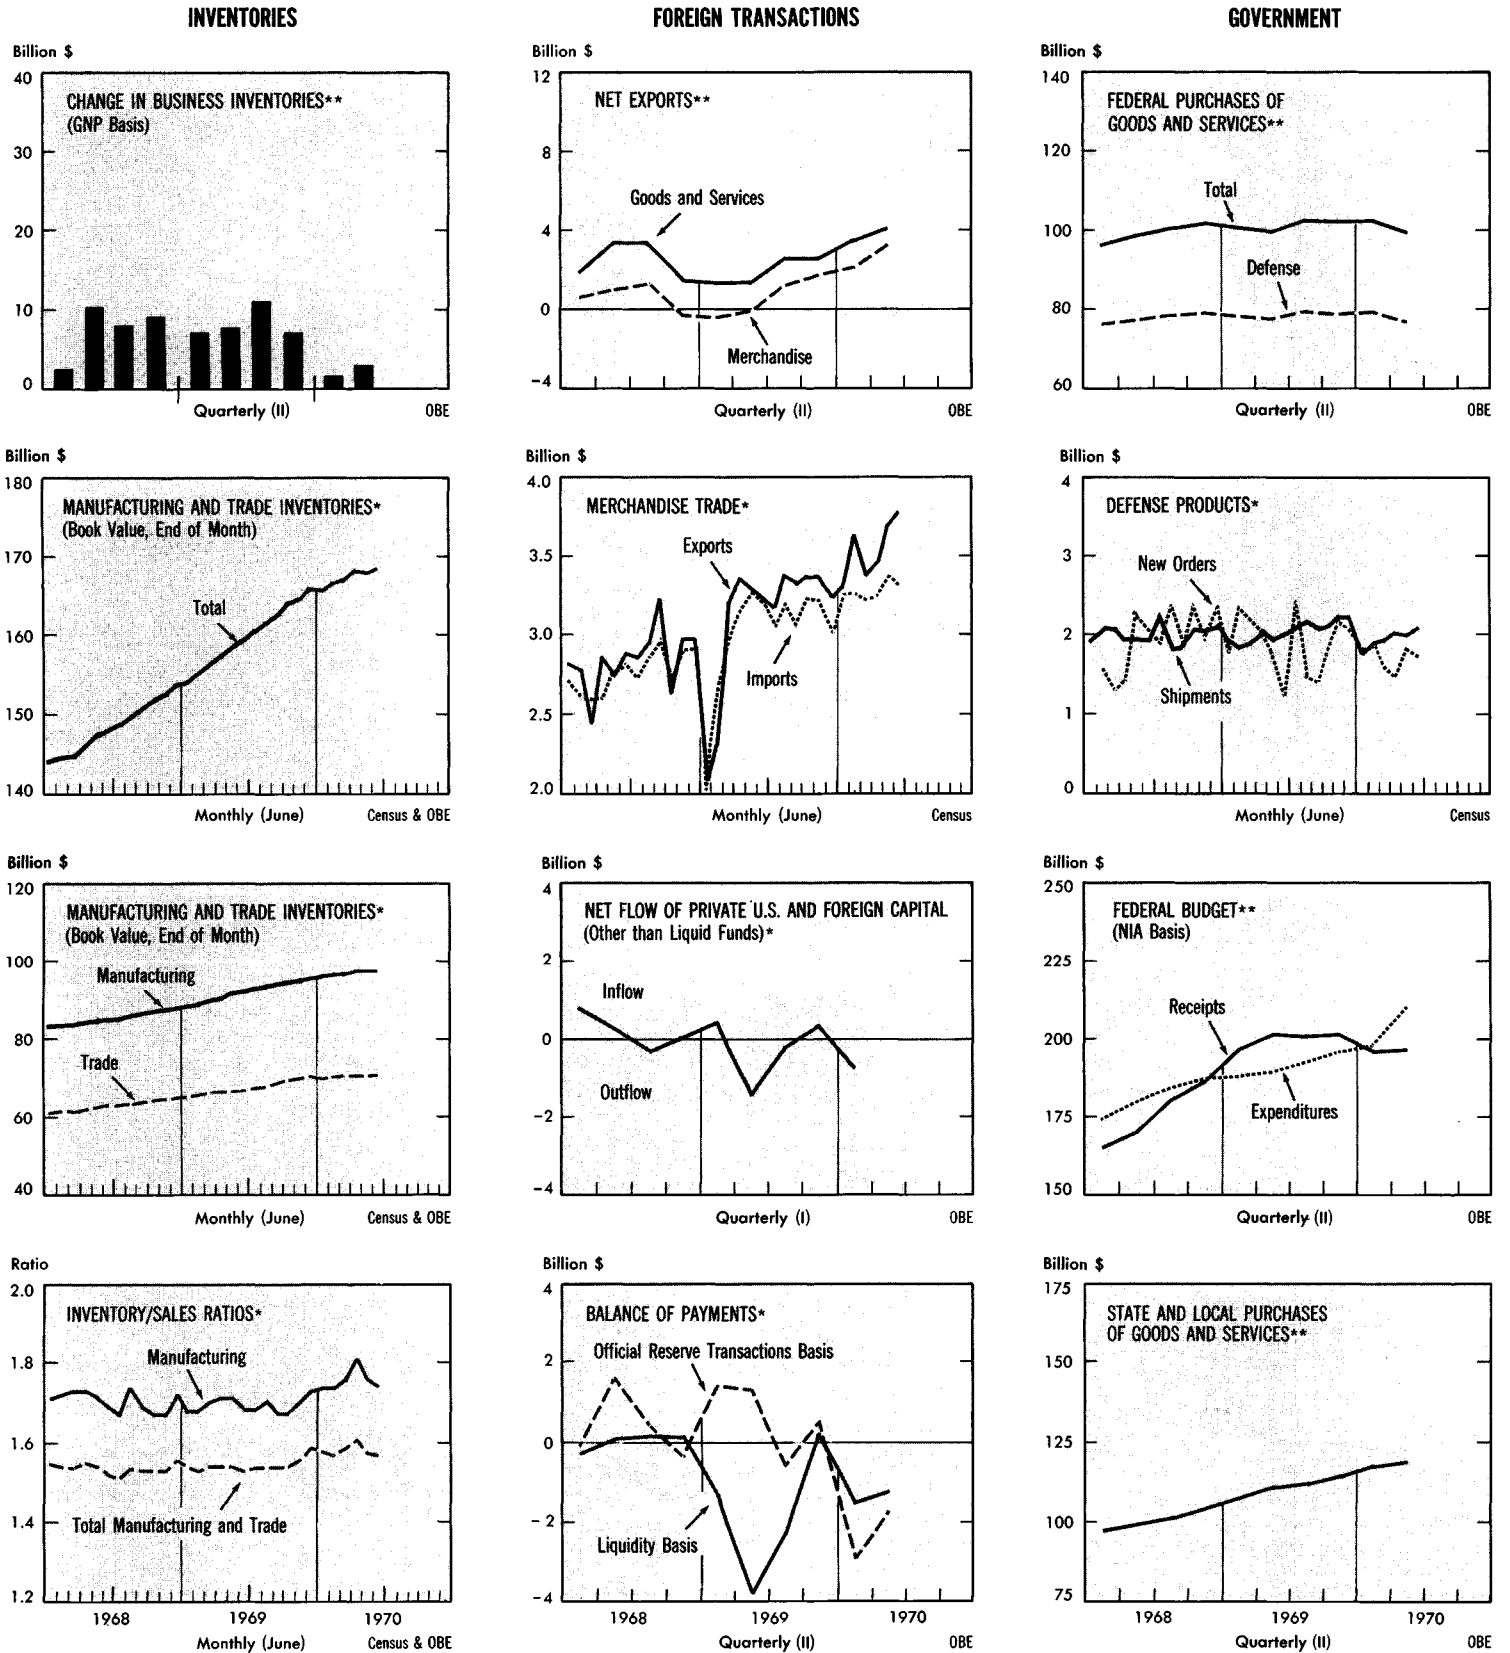 INVENTORIES
Billion $
40
CHANGE IN BUSINESS INVENTORIES**
(GNP Basis)
30
20
10
0
Quarterly (II)
OBE
Billion $
180
MANUFACTURING AND TRADE INVENTORIES*
(Book Value, End of Month)
170
Total
160
150
140
Monthly (June)
Census & OBE
Billion $
120
MANUFACTURING AND TRADE INVENTORIES*
(Book Value, End of Month)
100
Manufacturing
80
Trade
60
40
Monthly (June)
Census & OBE
Ratio
2.0
INVENTORY/SALES RATIOS*
Manufacturing
1.8
1.6
1.4
Total Manufacturing and Trade
1.2
1968
1969
1970
Monthly (June)
Census & OBE
FOREIGN TRANSACTIONS
Billion $
12
NET EXPORTS**
8
Goods and Services
4
0
Merchandise
-4
Quarterly (II)
OBE
Billion $
4.0
MERCHANDISE TRADE*
Exports
3.5
3.0
Imports
2.5
2.0
Monthly (June)
Census
Billion $
4
NET FLOW OF PRIVATE U.S. AND FOREIGN CAPITAL
(Other than Liquid Funds)*
2
Inflow
0
Outflow
-2
-4
Quarterly (I)
OBE
Billion $
4
BALANCE OF PAYMENTS*
Official Reserve Transactions Basis
2
0
-2
Liquidity Basis
-4
1968
1969
1970
Quarterly (II)
OBE
GOVERNMENT
Billion $
140
FEDERAL PURCHASES OF
GOODS AND SERVICES**
120
Total
100
Defense
80
60
Quarterly (II)
OBE
Billion $
4
DEFENSE PRODUCTS*
3
New Orders
2
Shipments
1
0
Monthly (June)
Census
Billion $
250
FEDERAL BUDGET**
(NIA Basis)
225
Receipts
200
Expenditures
175
150
Quarterly (II)
OBE
Billion $
175
STATE AND LOCAL PURCHASES
OF GOODS AND SERVICES**
150
125
100
75
1968
1969
1970
Quarterly (II)
OBE